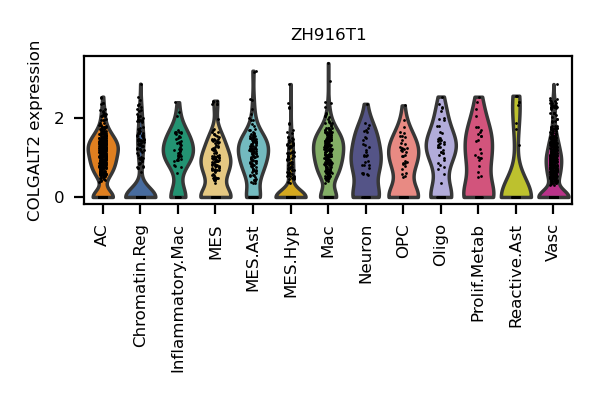 ZH916T1
COLGALT2 expression
2
0
AC
Chromatin.Reg
Inflammatory.Mac
MES
MES.Ast
MES.Hyp
Mac
Neuron
OPC
Oligo
Prolif.Metab
Reactive.Ast
Vasc